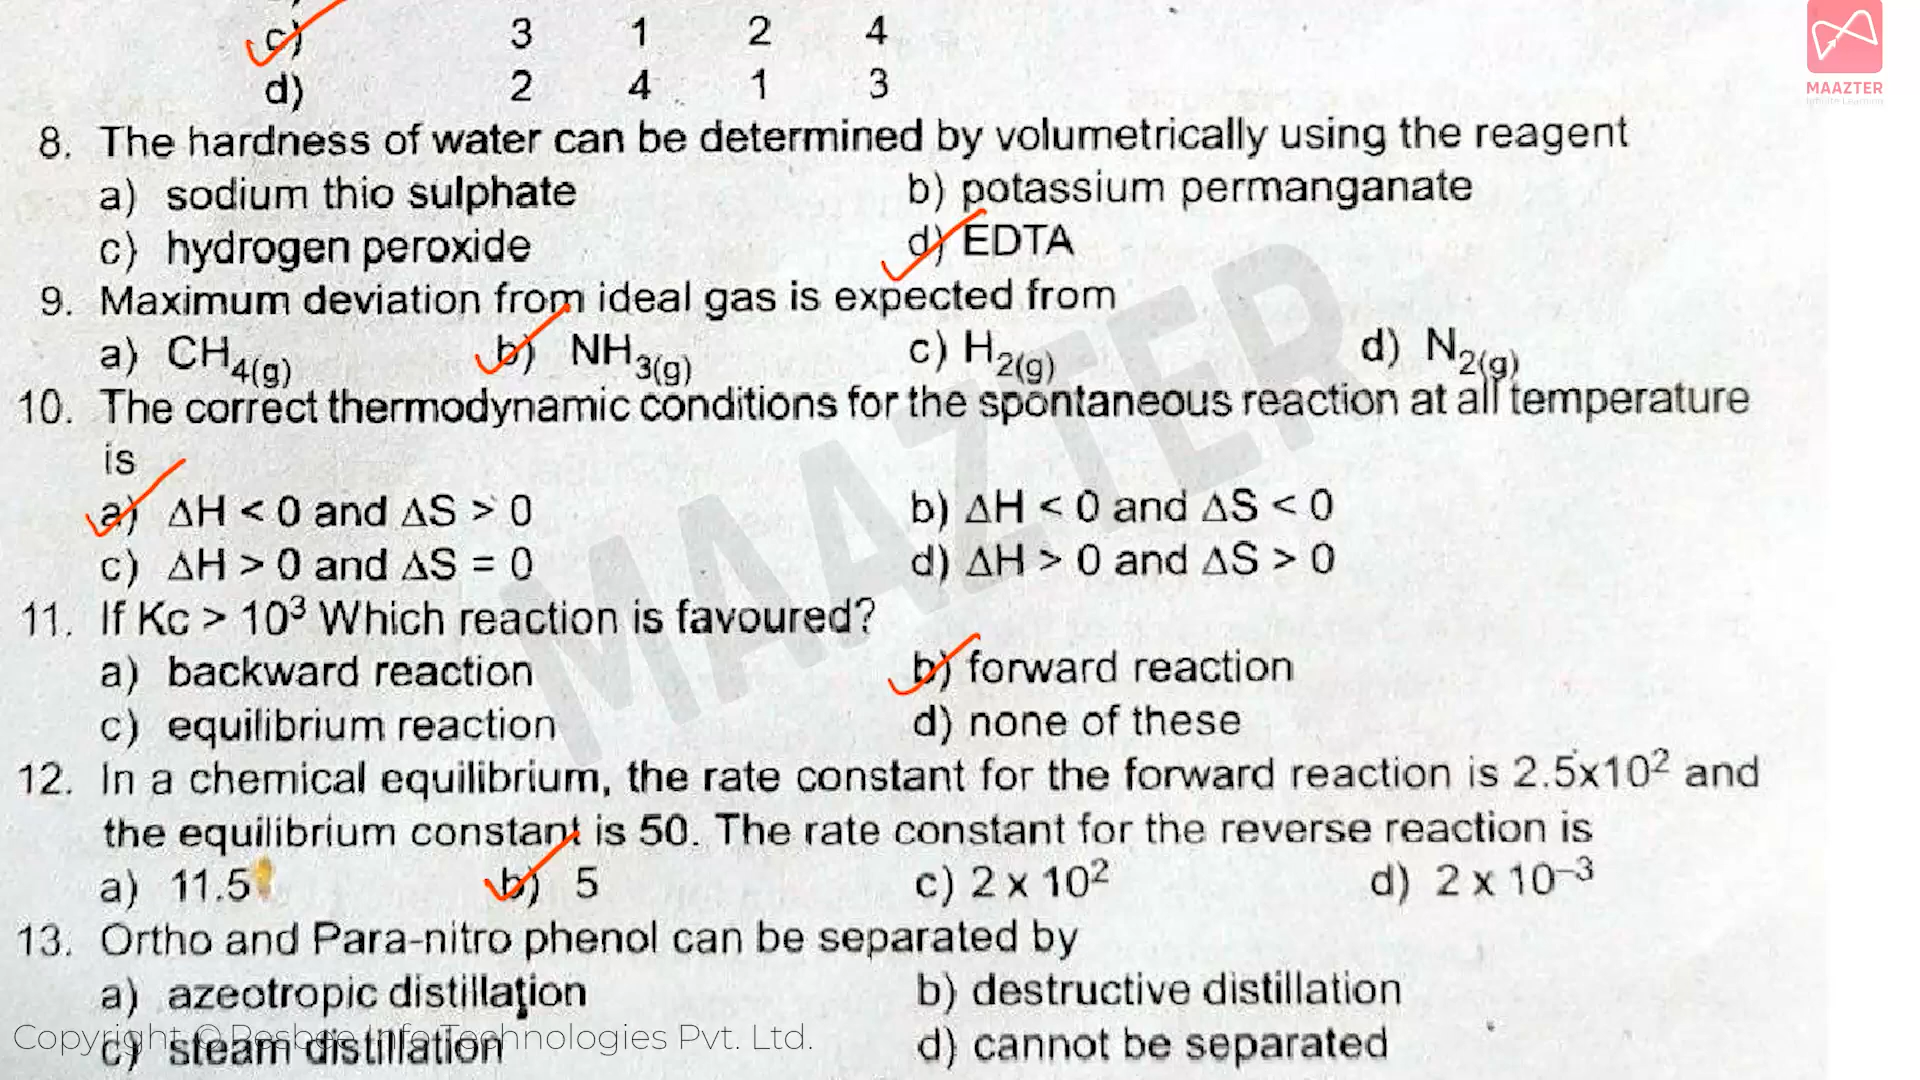 c) 3 1 2 4
MAAZTER
Infinite Learning
d) 2 4 1 3
8. The hardness of water can be determined by volumetrically using the reagent
a) sodium thio sulphate b) potassium permanganate
c) hydrogen peroxide d) EDTA
9. Maximum deviation from ideal gas is expected from
a) CH4(g) b) NH3(g) c) H2(g) d) N2(g)
10. The correct thermodynamic conditions for the spontaneous reaction at all temperature
is
a) ΔH < 0 and ΔS > 0 b) ΔH < 0 and ΔS < 0
c) ΔH > 0 and ΔS = 0 d) ΔH > 0 and ΔS > 0
MAAZTER
11. If Kc > 10³ Which reaction is favoured?
a) backward reaction b) forward reaction
c) equilibrium reaction d) none of these
12. In a chemical equilibrium, the rate constant for the forward reaction is 2.5x10² and
the equilibrium constant is 50. The rate constant for the reverse reaction is
a) 11.5 b) 5 c) 2 x 10² d) 2 x 10⁻³
13. Ortho and Para-nitro phenol can be separated by
a) azeotropic distillation b) destructive distillation
c) steam distillation d) cannot be separated
Copyright © Pesbee Info Technologies Pvt. Ltd.